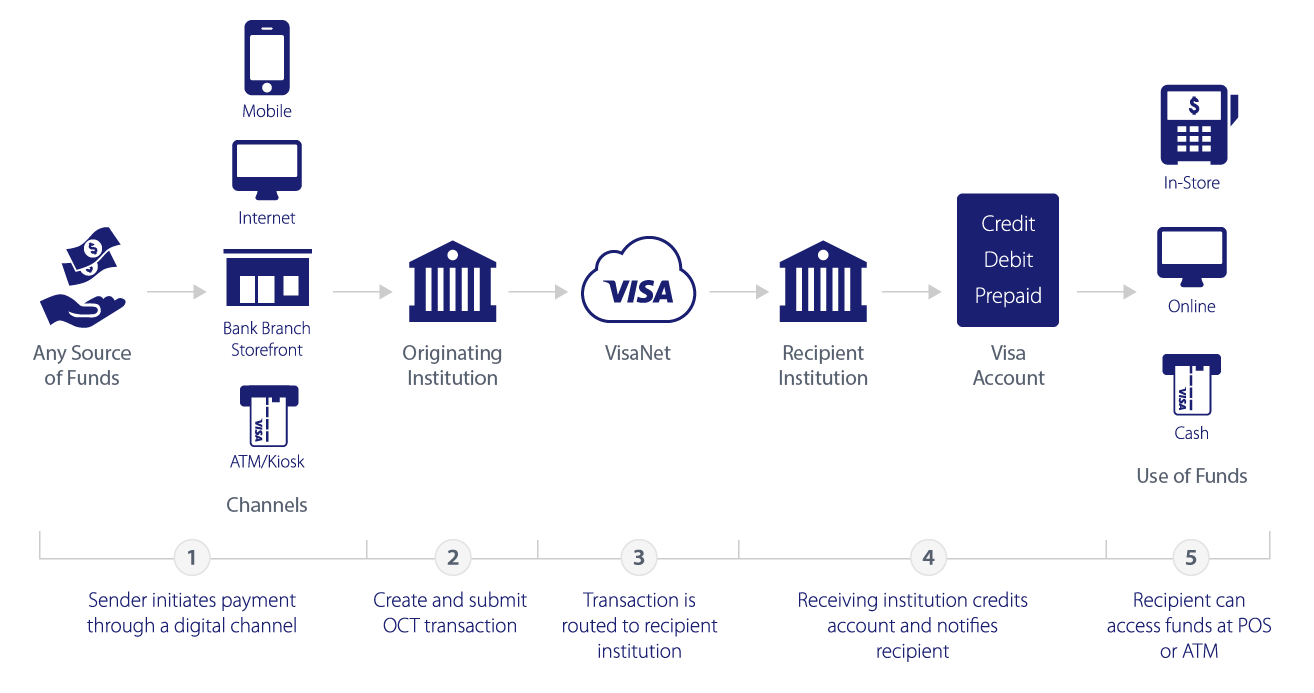 Mobile
Internet
Bank Branch
Storefront
VISA
ATM/Kiosk
Channels
$
Any Source
of Funds
Originating
Institution
VISA
VisaNet
Recipient
Institution
Credit
Debit
Prepaid
Visa
Account
$
In-Store
Online
VISA
Cash
Use of Funds
1
Sender initiates payment
through a digital channel
2
Create and submit
OCT transaction
3
Transaction is
routed to recipient
institution
4
Receiving institution credits
account and notifies
recipient
5
Recipient can
access funds at POS
or ATM